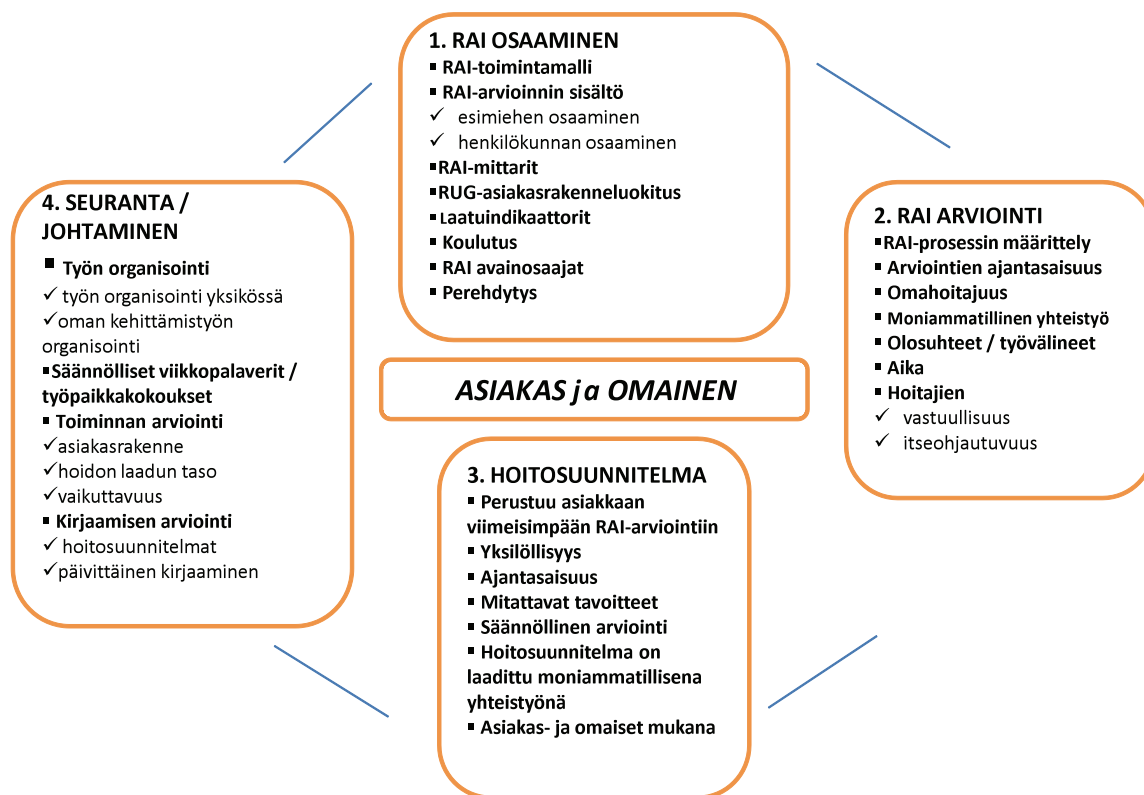 1. RAI OSAAMINEN
▪ RAI-toimintamalli
▪ RAI-arvioinnin sisältö
✓ esimiehen osaaminen
✓ henkilökunnan osaaminen
▪RAI-mittarit
▪RUG-asiakasrakenneluokitus
▪ Laatuindikaattorit
▪ Koulutus
▪ RAI avainosaajat
▪ Perehdytys
2. RAI ARVIOINTI
▪RAI-prosessin määrittely
▪ Arviointien ajantasaisuus
▪ Omahoitajuus
▪ Moniammatillinen yhteistyö
▪ Olosuhteet / työvälineet
▪ Aika
▪ Hoitajien
✓ vastuullisuus
✓ itseohjautuvuus
ASIAKAS ja OMAINEN
3. HOITOSUUNNITELMA
▪ Perustuu asiakkaan
viimeisimpään RAI-arviointiin
▪ Yksilöllisyys
▪ Ajantasaisuus
▪ Mitattavat tavoitteet
▪ Säännöllinen arviointi
▪ Hoitosuunnitelma on
laadittu moniammatillisena
yhteistyönä
▪ Asiakas- ja omaiset mukana
4. SEURANTA /
JOHTAMINEN
▪ Työn organisointi
✓ työn organisointi yksikössä
✓oman kehittämistyön
organisointi
▪Säännölliset viikkopalaverit /
työpaikkakokoukset
▪ Toiminnan arviointi
✓asiakasrakenne
✓hoidon laadun taso
✓vaikuttavuus
▪ Kirjaamisen arviointi
✓ hoitosuunnitelmat
✓päivittäinen kirjaaminen